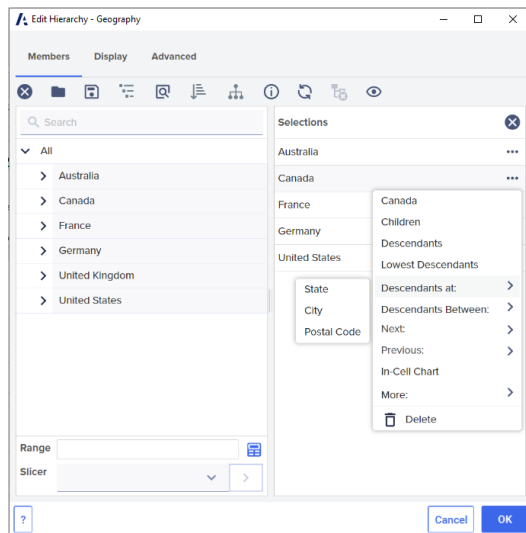 Edit Hierarchy - Geography
Members Display Advanced
Search
All
Australia
Canada
France
Germany
United Kingdom
United States
Range
Slicer
Selections
Australia
Canada
France
Germany
United States
Canada
Children
Descendants
Lowest Descendants
Descendants at:
Descendants Between:
Next:
Previous:
In-Cell Chart
More:
Delete
State
City
Postal Code
?
Cancel OK